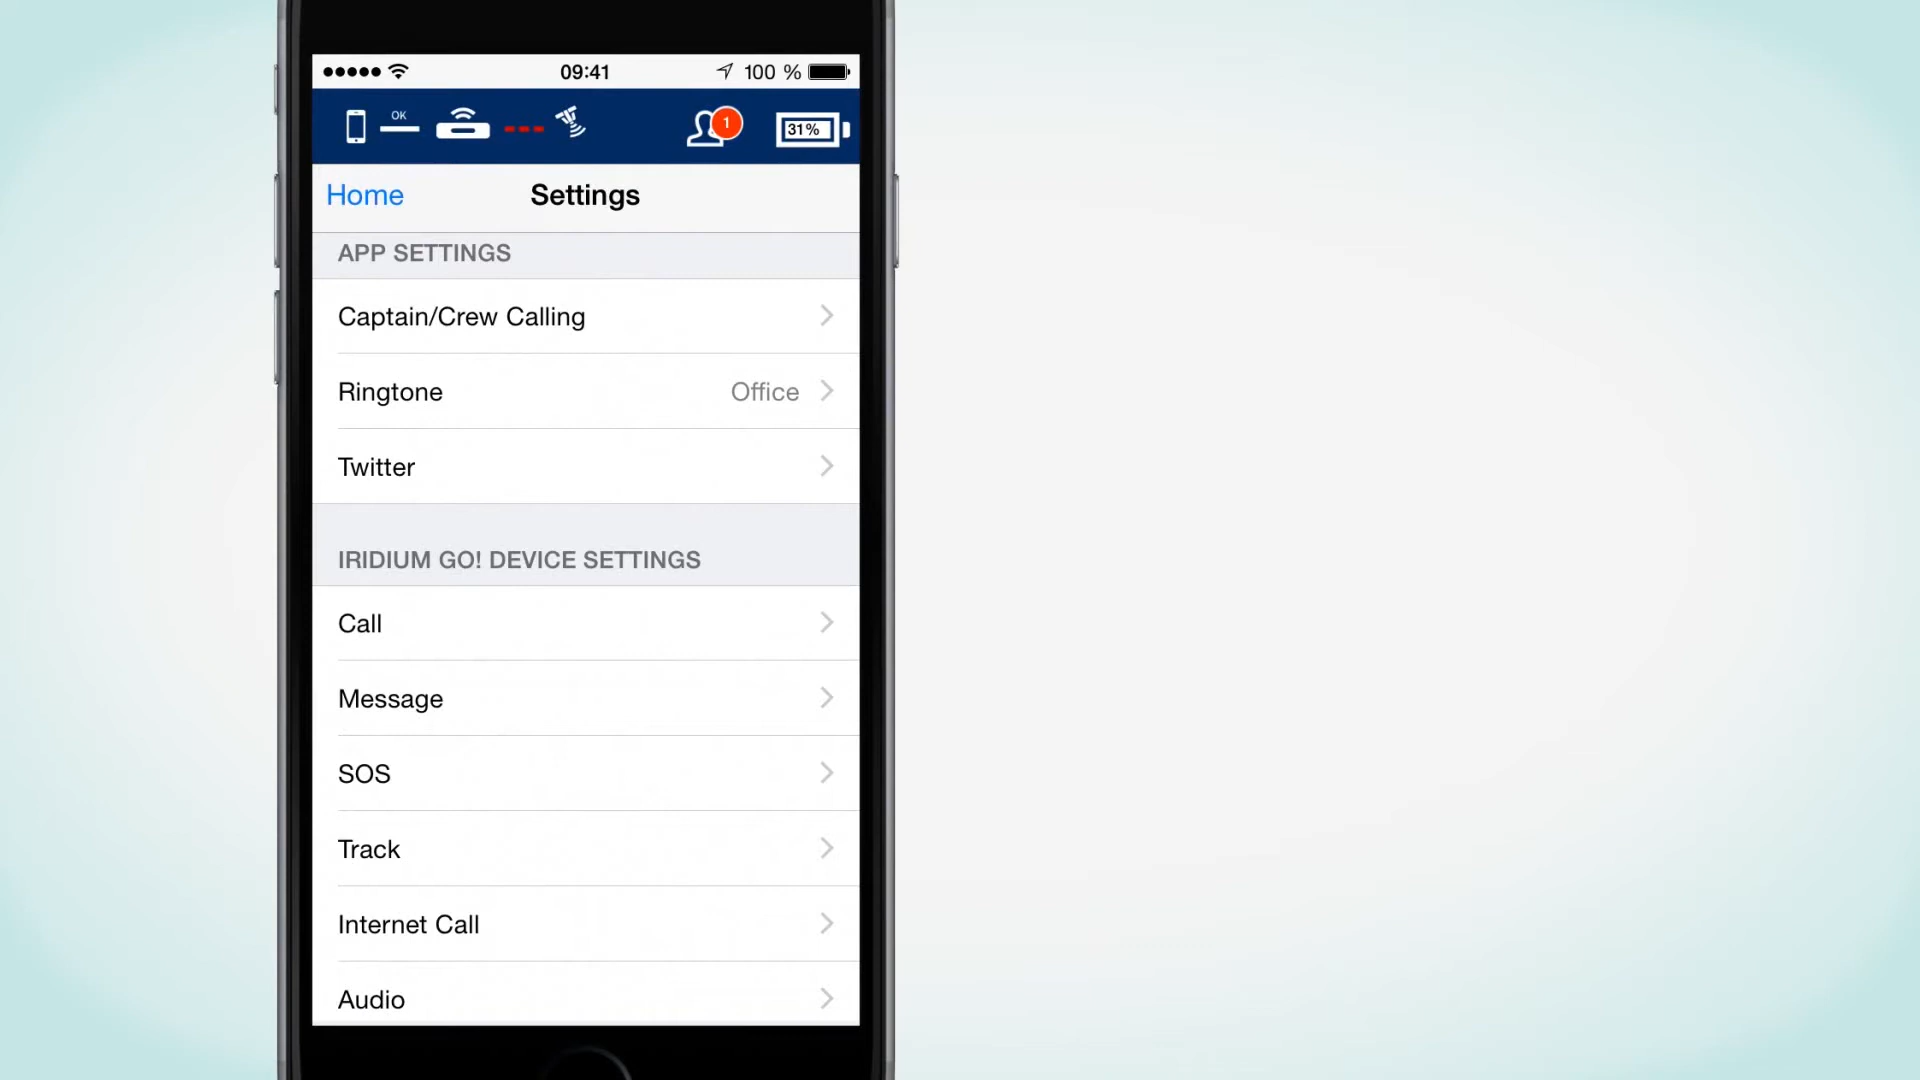 09:41 100 %
OK 1 31%
Home Settings
APP SETTINGS
Captain/Crew Calling
Ringtone Office
Twitter
IRIDIUM GO! DEVICE SETTINGS
Call
Message
SOS
Track
Internet Call
Audio